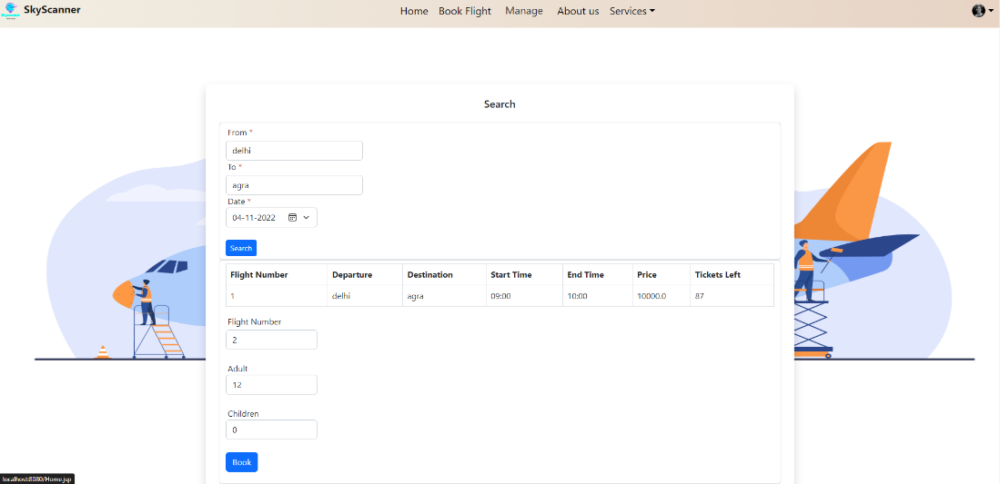 SkyScanner Home Book Flight Manage About us Services
Search
From *
delhi
To *
agra
Date *
04-11-2022
Search
Flight Number Departure Destination Start Time End Time Price Tickets Left
1 delhi agra 09:00 10:00 10000.0 87
Flight Number
2
Adult
12
Children
0
Book
localhost:8080/Home.jsp